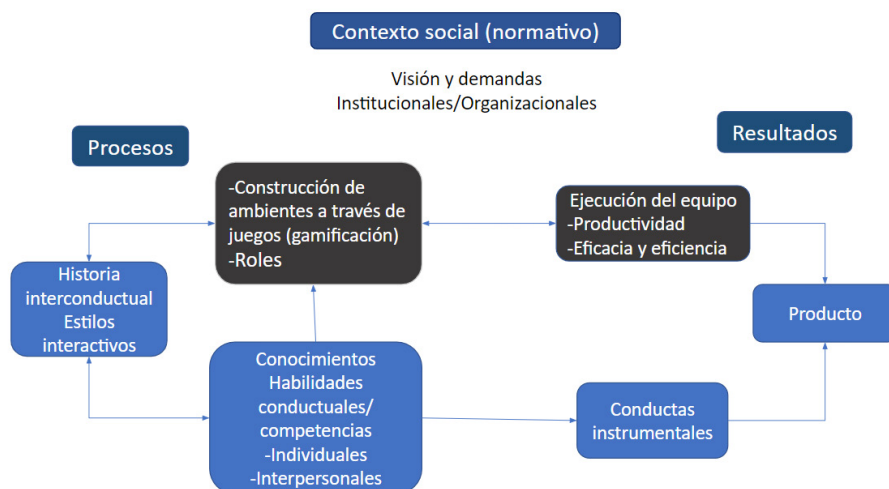 Contexto social (normativo)
Visión y demandas
Institucionales/Organizacionales
Procesos
Resultados
-Construcción de
ambientes a través de
juegos (gamificación)
-Roles
Ejecución del equipo
-Productividad
-Eficacia y eficiencia
Historia
interconductual
Estilos
interactivos
Producto
Conocimientos
Habilidades
conductuales/
competencias
-Individuales
-Interpersonales
Conductas
instrumentales